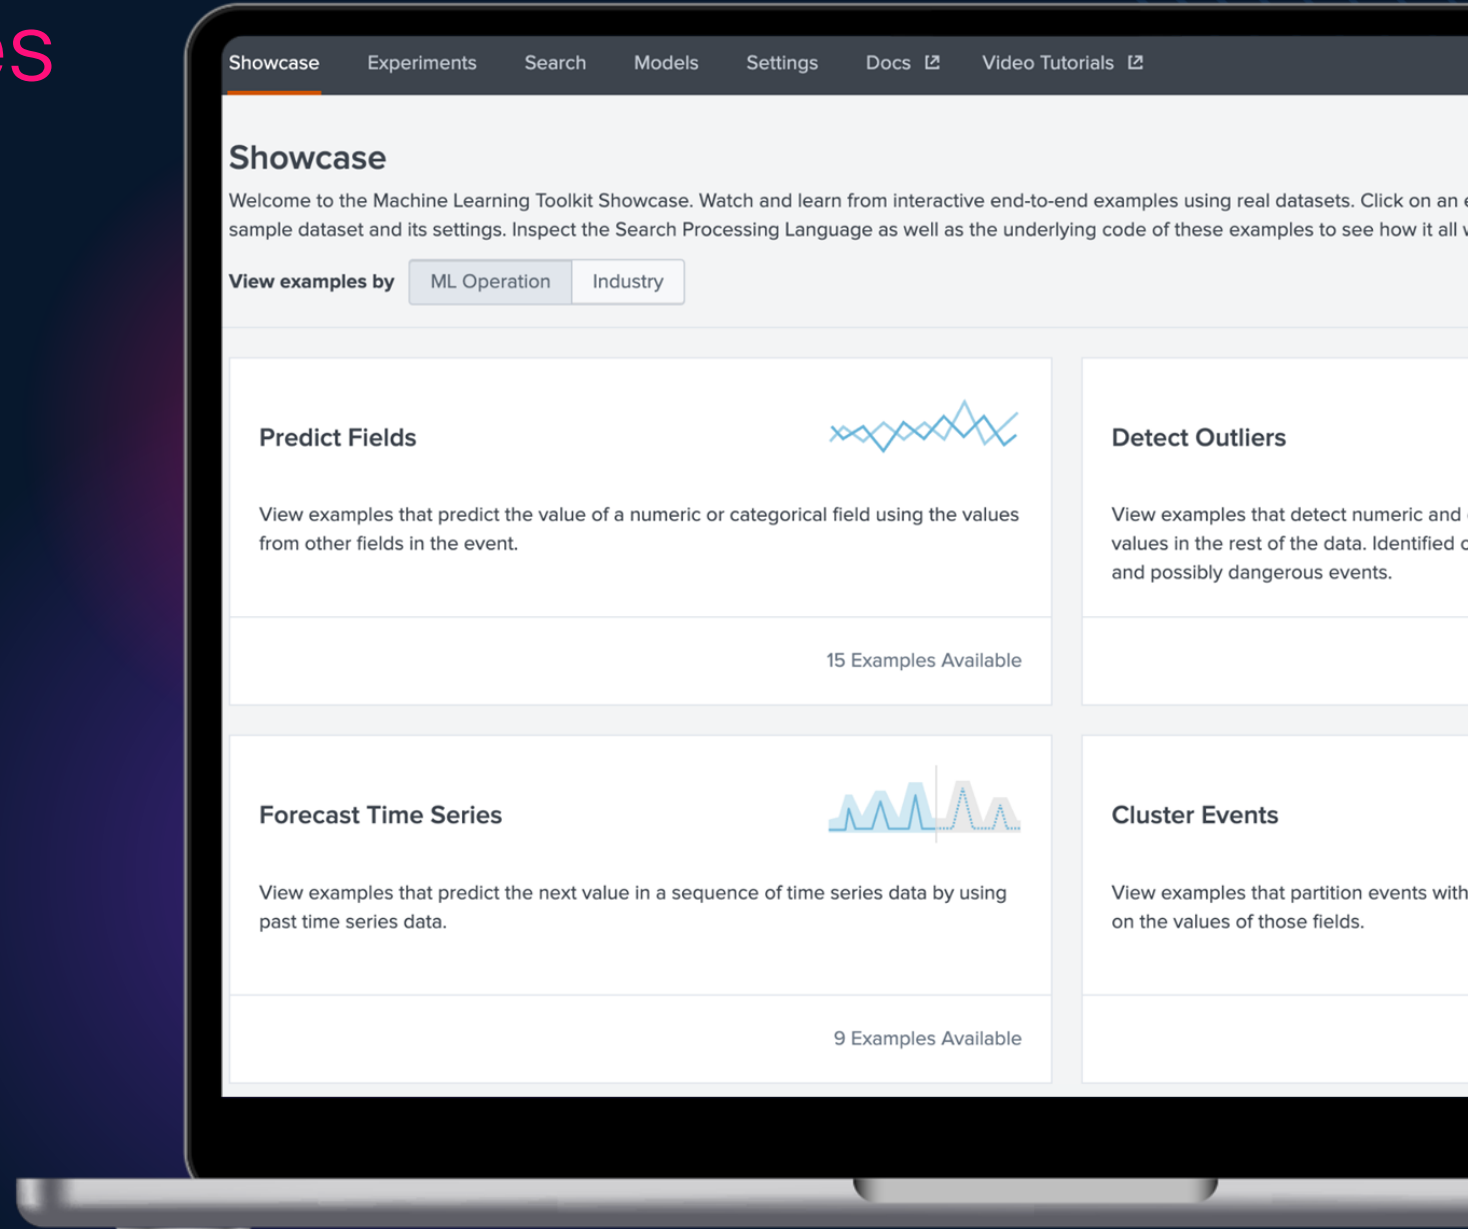 Showcase Experiments Search Models Settings Docs Video Tutorials
Showcase
Welcome to the Machine Learning Toolkit Showcase. Watch and learn from interactive end-to-end examples using real datasets. Click on an
sample dataset and its settings. Inspect the Search Processing Language as well as the underlying code of these examples to see how it all
View examples by ML Operation Industry
Predict Fields
View examples that predict the value of a numeric or categorical field using the values
from other fields in the event.
15 Examples Available
Detect Outliers
View examples that detect numeric and
values in the rest of the data. Identified
and possibly dangerous events.
Forecast Time Series
View examples that predict the next value in a sequence of time series data by using
past time series data.
9 Examples Available
Cluster Events
View examples that partition events with
on the values of those fields.